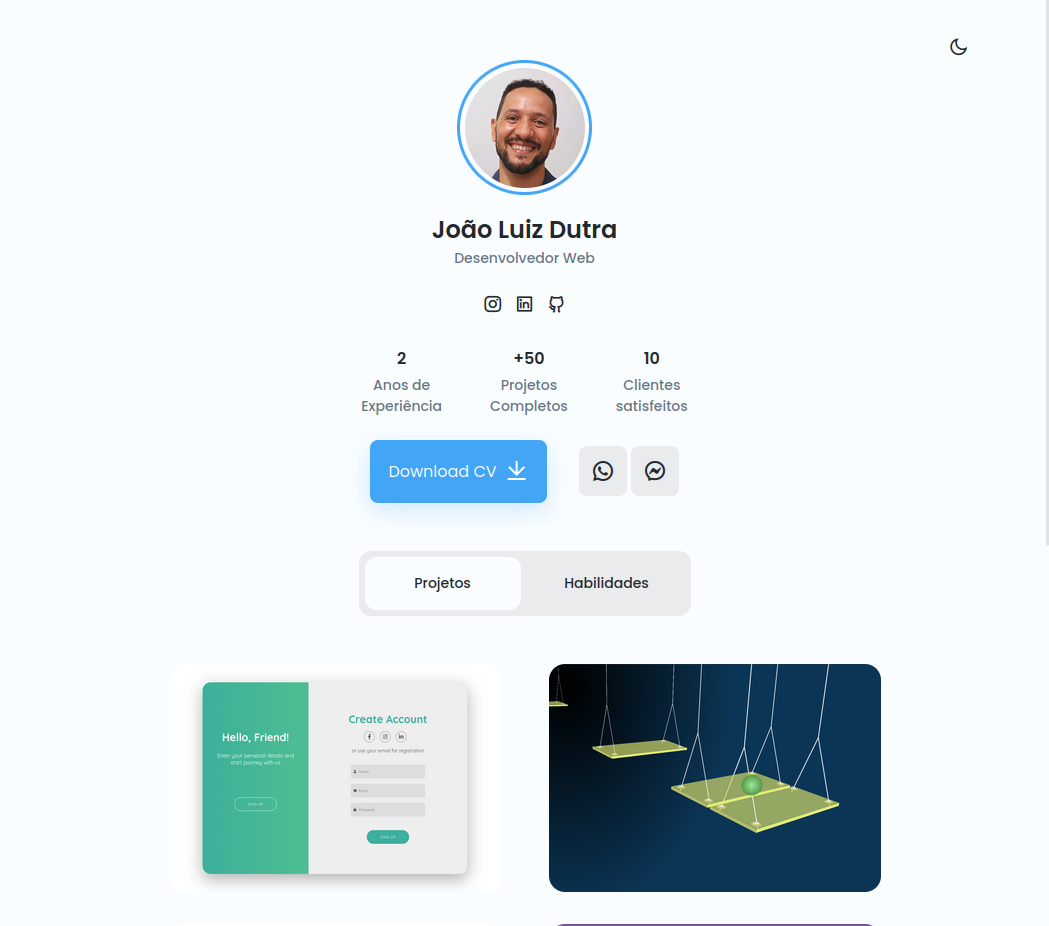 João Luiz Dutra
Desenvolvedor Web
2
Anos de
Experiência
+50
Projetos
Completos
10
Clientes
satisfeitos
Download CV
Projetos
Habilidades
Hello, Friend!
Enter your personal details and
start journey with us
SIGN UP
Create Account
or use your email for registration
Name
Email
Password
SIGN UP